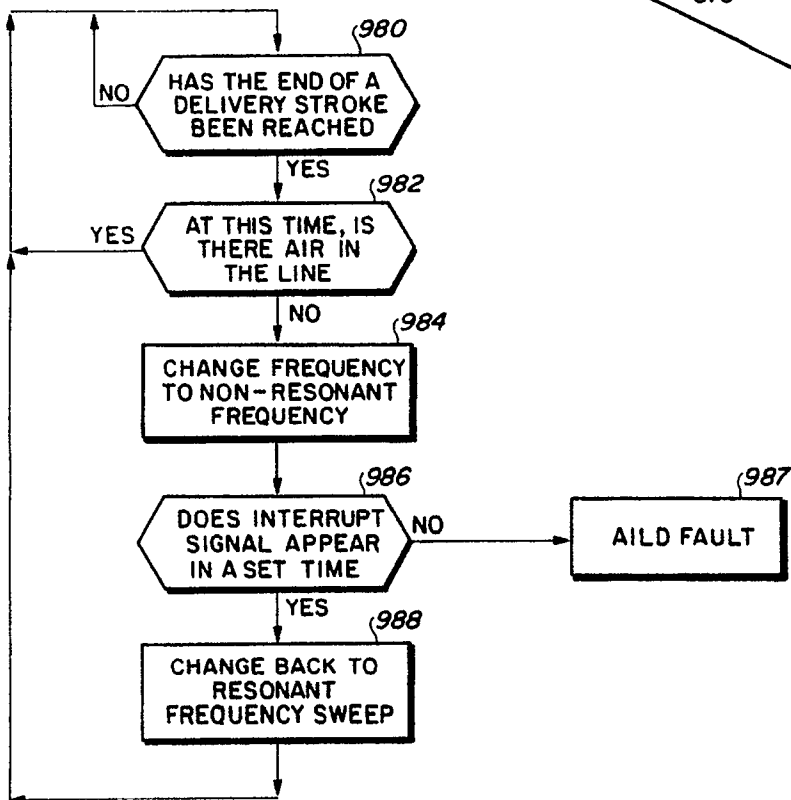 980
HAS THE END OF A
DELIVERY STROKE
BEEN REACHED
NO
YES
982
AT THIS TIME, IS
THERE AIR IN
THE LINE
YES
NO
984
CHANGE FREQUENCY
TO NON-RESONANT
FREQUENCY
986
DOES INTERRUPT
SIGNAL APPEAR
IN A SET TIME
NO
987
AILD FAULT
YES
988
CHANGE BACK TO
RESONANT
FREQUENCY SWEEP